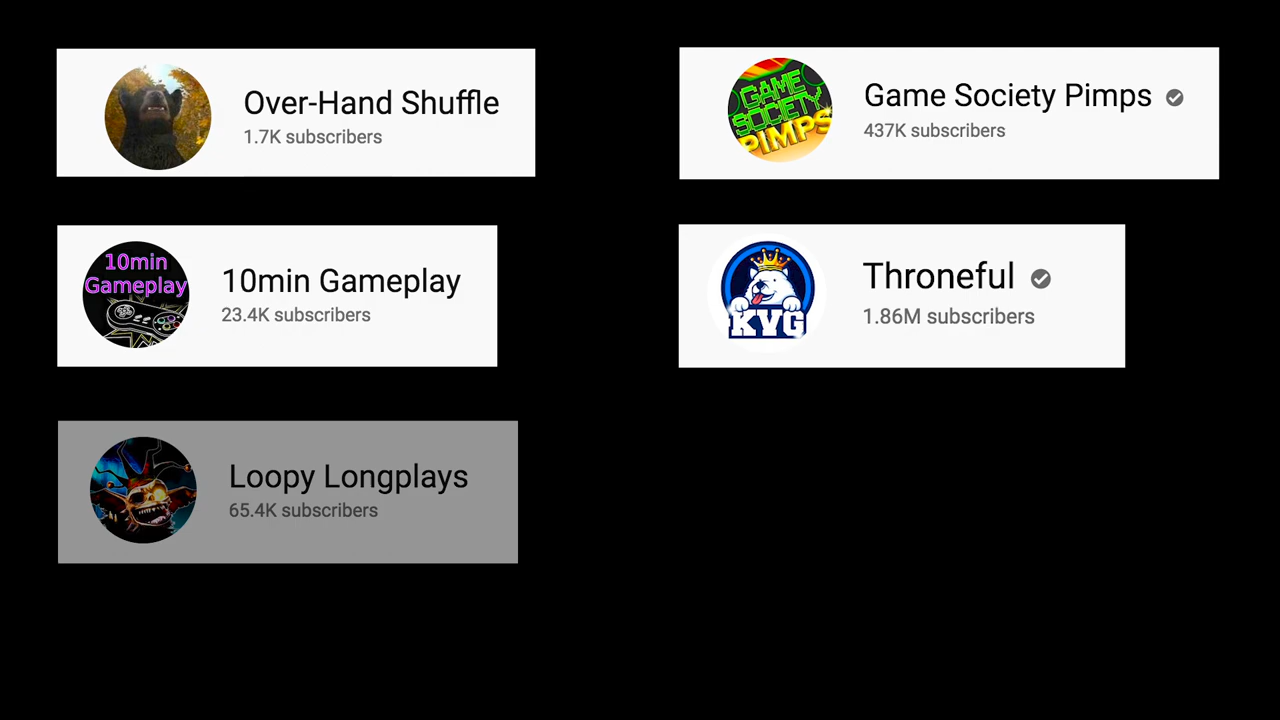 Over-Hand Shuffle
1.7K subscribers
GAME
SOCIETY
PIMPS
Game Society Pimps
437K subscribers
10min
Gameplay
10min Gameplay
23.4K subscribers
KVG
Throneful
1.86M subscribers
Loopy Longplays
65.4K subscribers